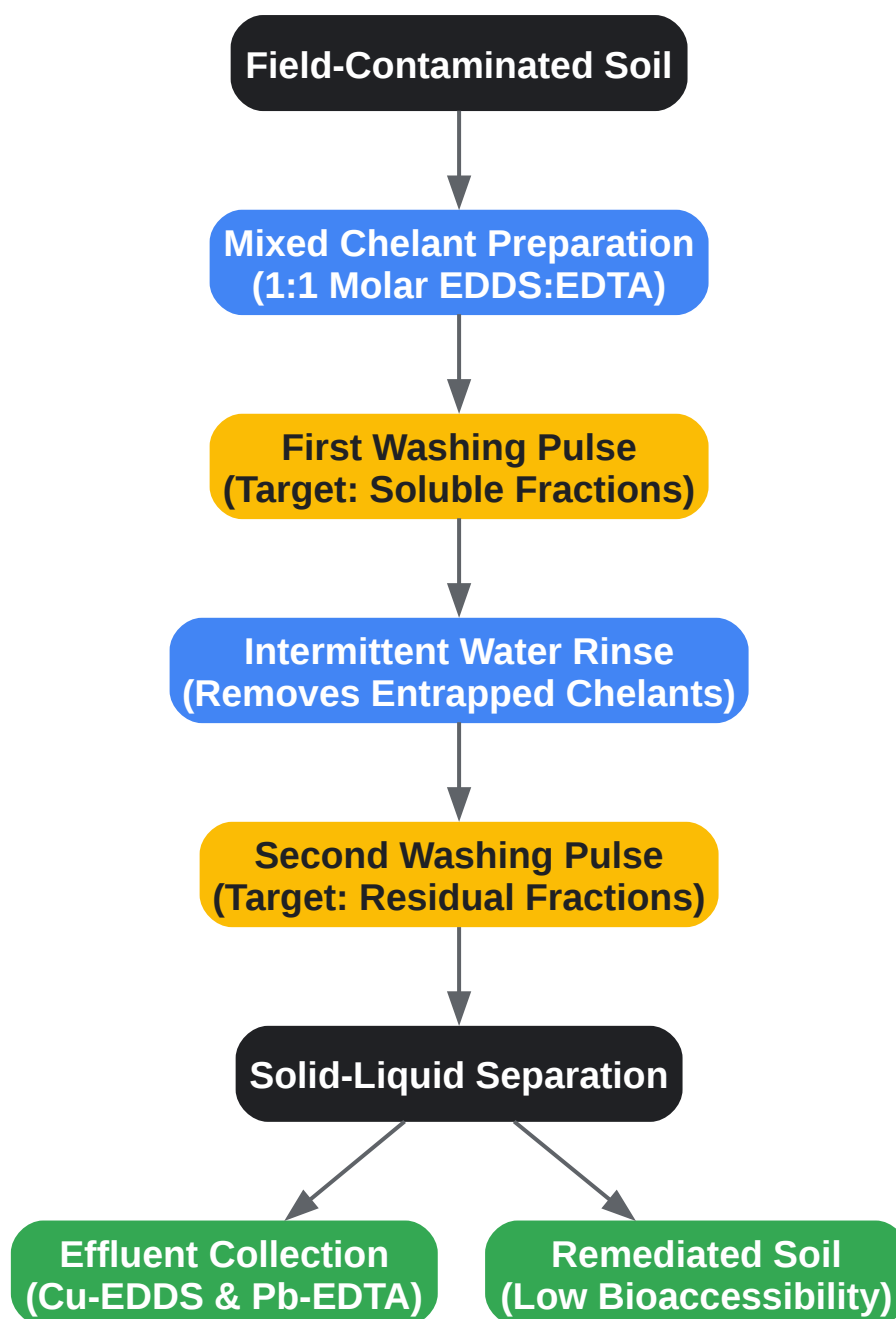 Field-Contaminated Soil
Mixed Chelant Preparation
(1:1 Molar EDDS:EDTA)
First Washing Pulse
(Target: Soluble Fractions)
Intermittent Water Rinse
(Removes Entrapped Chelants)
Second Washing Pulse
(Target: Residual Fractions)
Solid-Liquid Separation
Effluent Collection
(Cu-EDDS & Pb-EDTA)
Remediated Soil
(Low Bioaccessibility)